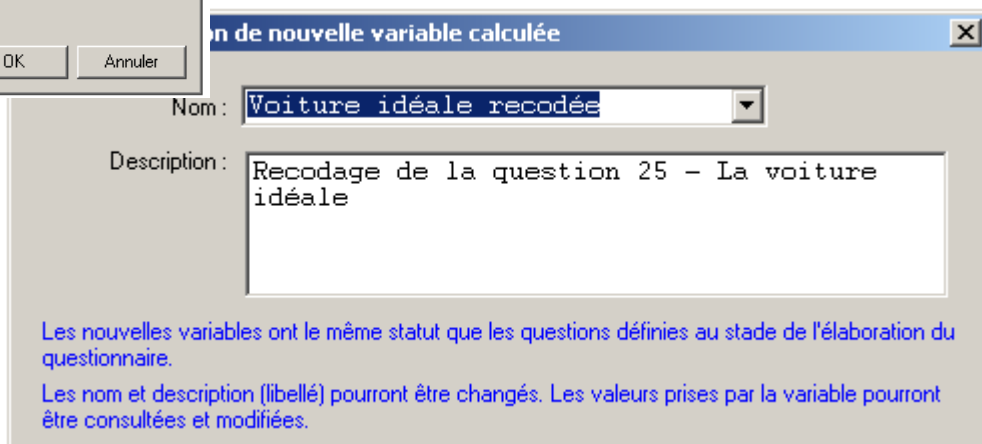 OK Annuler
on de nouvelle variable calculée
Nom : Voiture idéale recodée
Description : Recodage de la question 25 – La voiture
idéale
Les nouvelles variables ont le même statut que les questions définies au stade de l'élaboration du
questionnaire.
Les nom et description (libellé) pourront être changés. Les valeurs prises par la variable pourront
être consultées et modifiées.